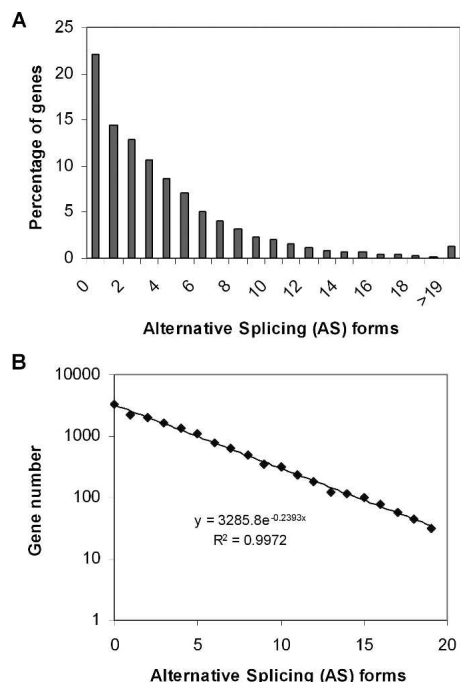 A
25
20
15
10
5
0
Percentage of genes
0 2 4 6 8 10 12 14 16 18 >19
Alternative Splicing (AS) forms
B
10000
1000
100
10
1
Gene number
y = 3285.8e^-0.2393x
R² = 0.9972
0 5 10 15 20
Alternative Splicing (AS) forms